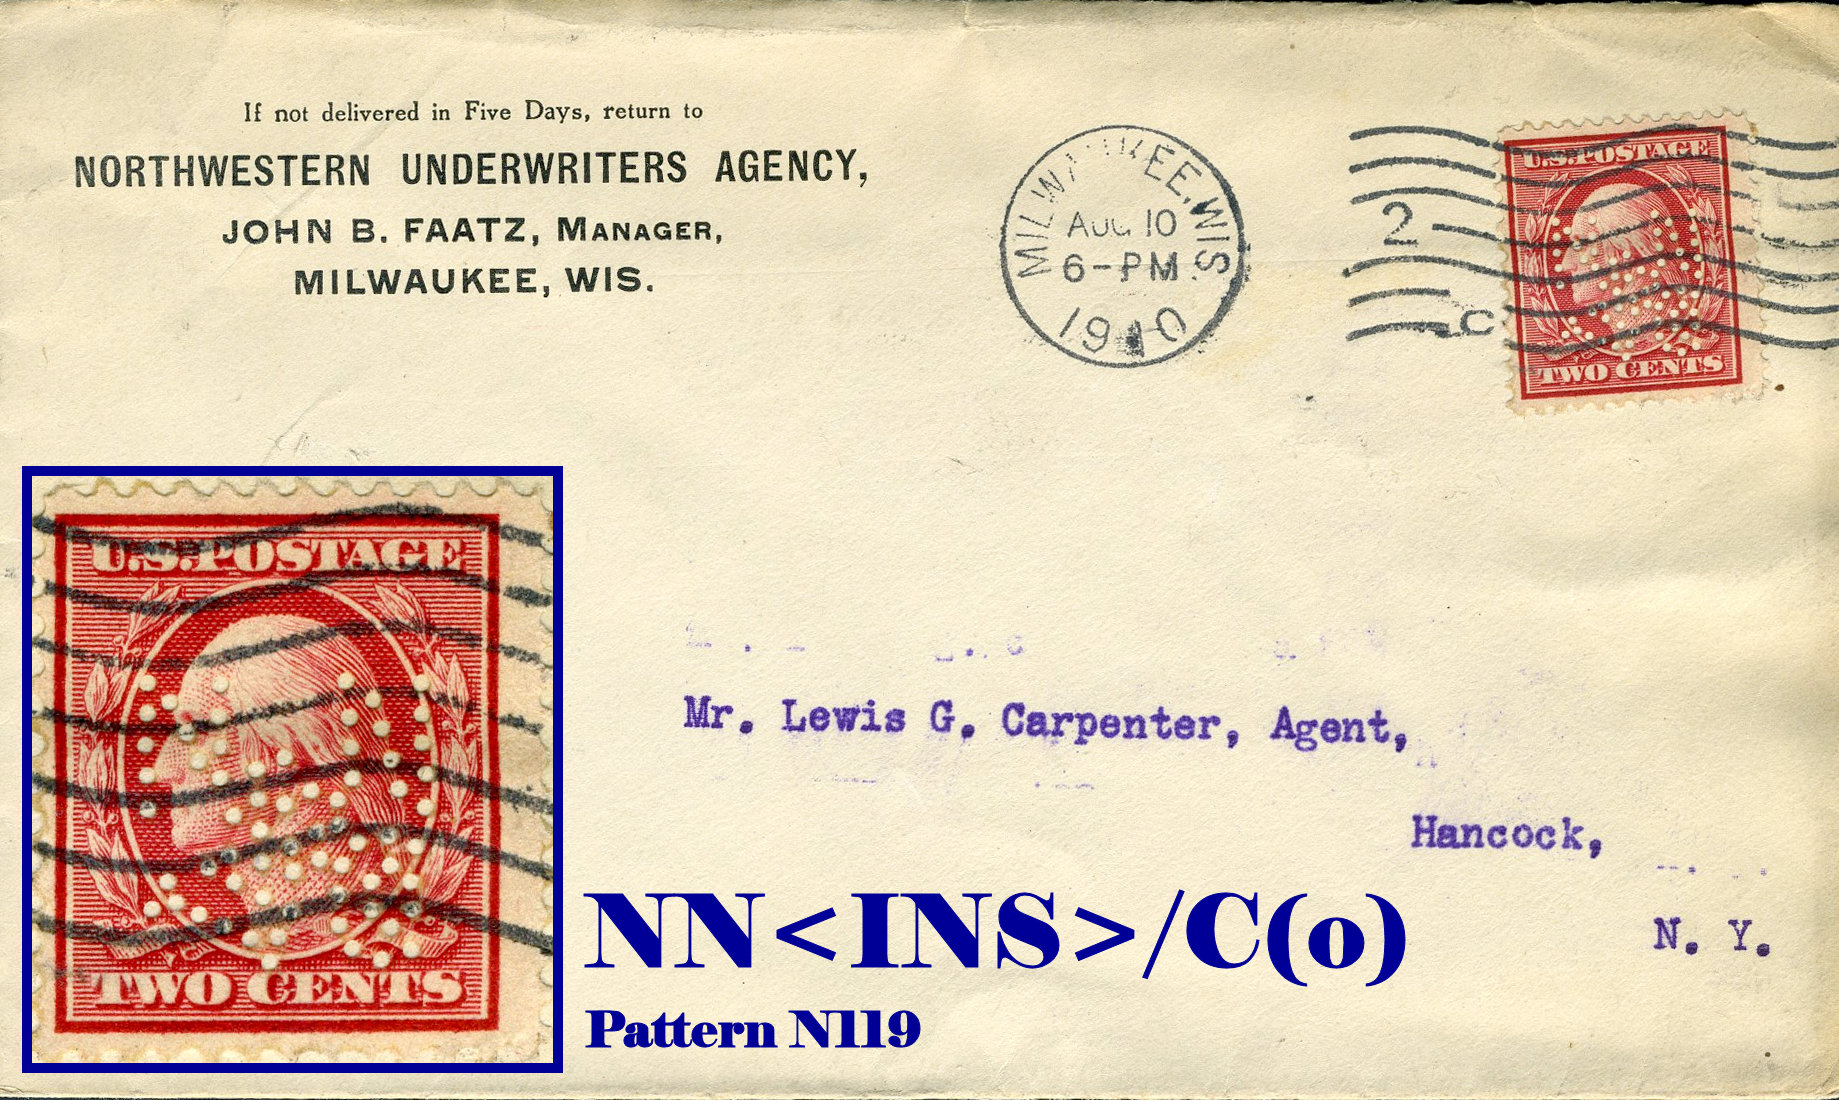 If not delivered in Five Days, return to
NORTHWESTERN UNDERWRITERS AGENCY,
JOHN B. FAATZ, MANAGER,
MILWAUKEE, WIS.
MILWAUKEE, WIS.
AUG 10
6-PM
1910
2
C
U.S. POSTAGE
TWO CENTS
U.S. POSTAGE
TWO CENTS
Mr. Lewis G. Carpenter, Agent,
Hancock,
N. Y.
NN<INS>/C(o)
Pattern N119